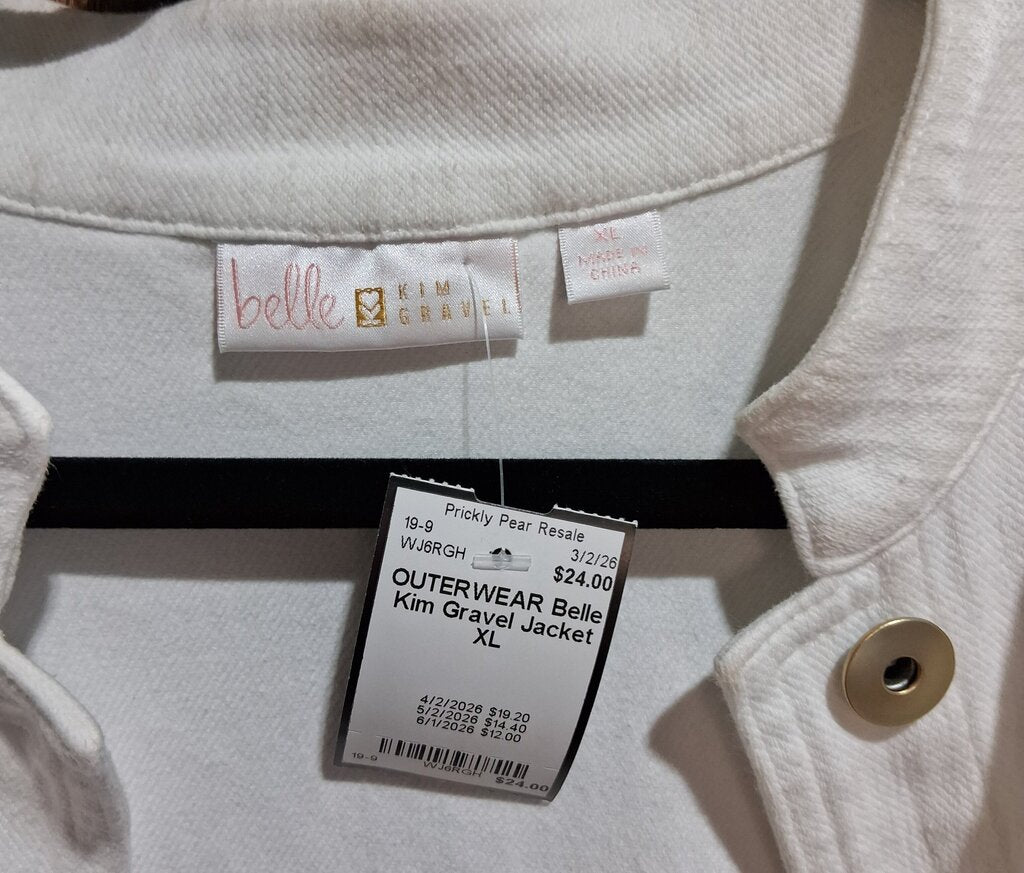 belle KIM
GRAVEL
XL
MADE IN
CHINA
Prickly Pear Resale
19-9
WJ6RGH 3/2/26
$24.00
OUTERWEAR Belle
Kim Gravel Jacket
XL
4/2/2026 $19.20
5/2/2026 $14.40
6/1/2026 $12.00
19-9 WJ6RGH $24.00